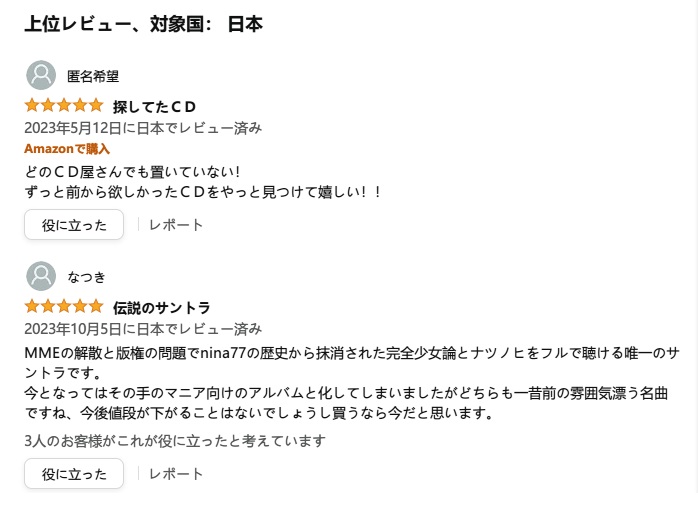 上位レビュー、対象国： 日本
匿名希望
探してたＣＤ
2023年5月12日に日本でレビュー済み
Amazonで購入
どのＣＤ屋さんでも置いていない！
ずっと前から欲しかったＣＤをやっと見つけて嬉しい！！
役に立った
レポート
なつき
伝説のサントラ
2023年10月5日に日本でレビュー済み
MMEの解散と版権の問題でnina77の歴史から抹消された完全少女論とナツノヒをフルで聴ける唯一のサ
ントラです。
今となってはその手のマニア向けのアルバムと化してしまいましたがどちらも一昔前の雰囲気漂う名曲
ですね、今後値段が下がることはないでしょうし買うなら今だと思います。
3人のお客様がこれが役に立ったと考えています
役に立った
レポート